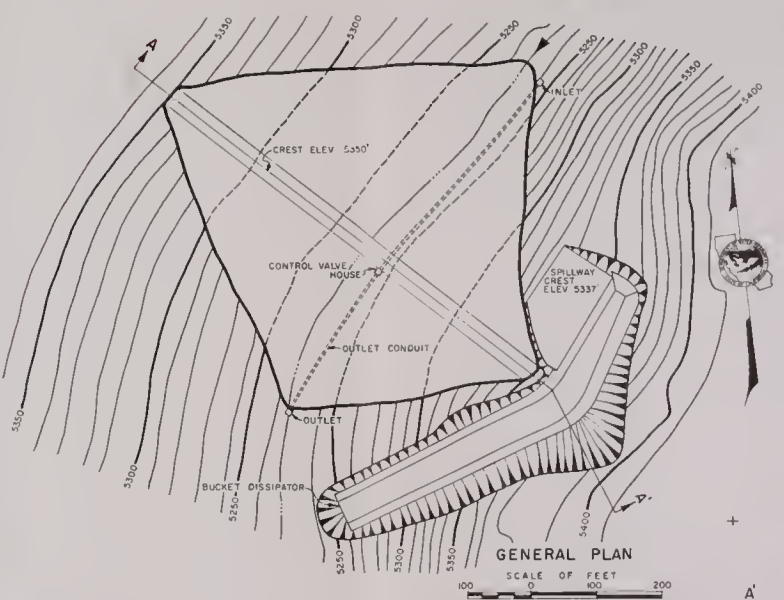 A
5350
5300
5250
5250
5300
5350
5400
INLET
CREST ELEV 5350'
CONTROL VALVE
HOUSE
SPILLWAY
CREST
ELEV 5337'
OUTLET CONDUIT
OUTLET
BUCKET DISSIPATOR
5350
5300
5250
5250
5300
5350
5400
GENERAL PLAN
SCALE OF FEET
100 0 100 200
A'